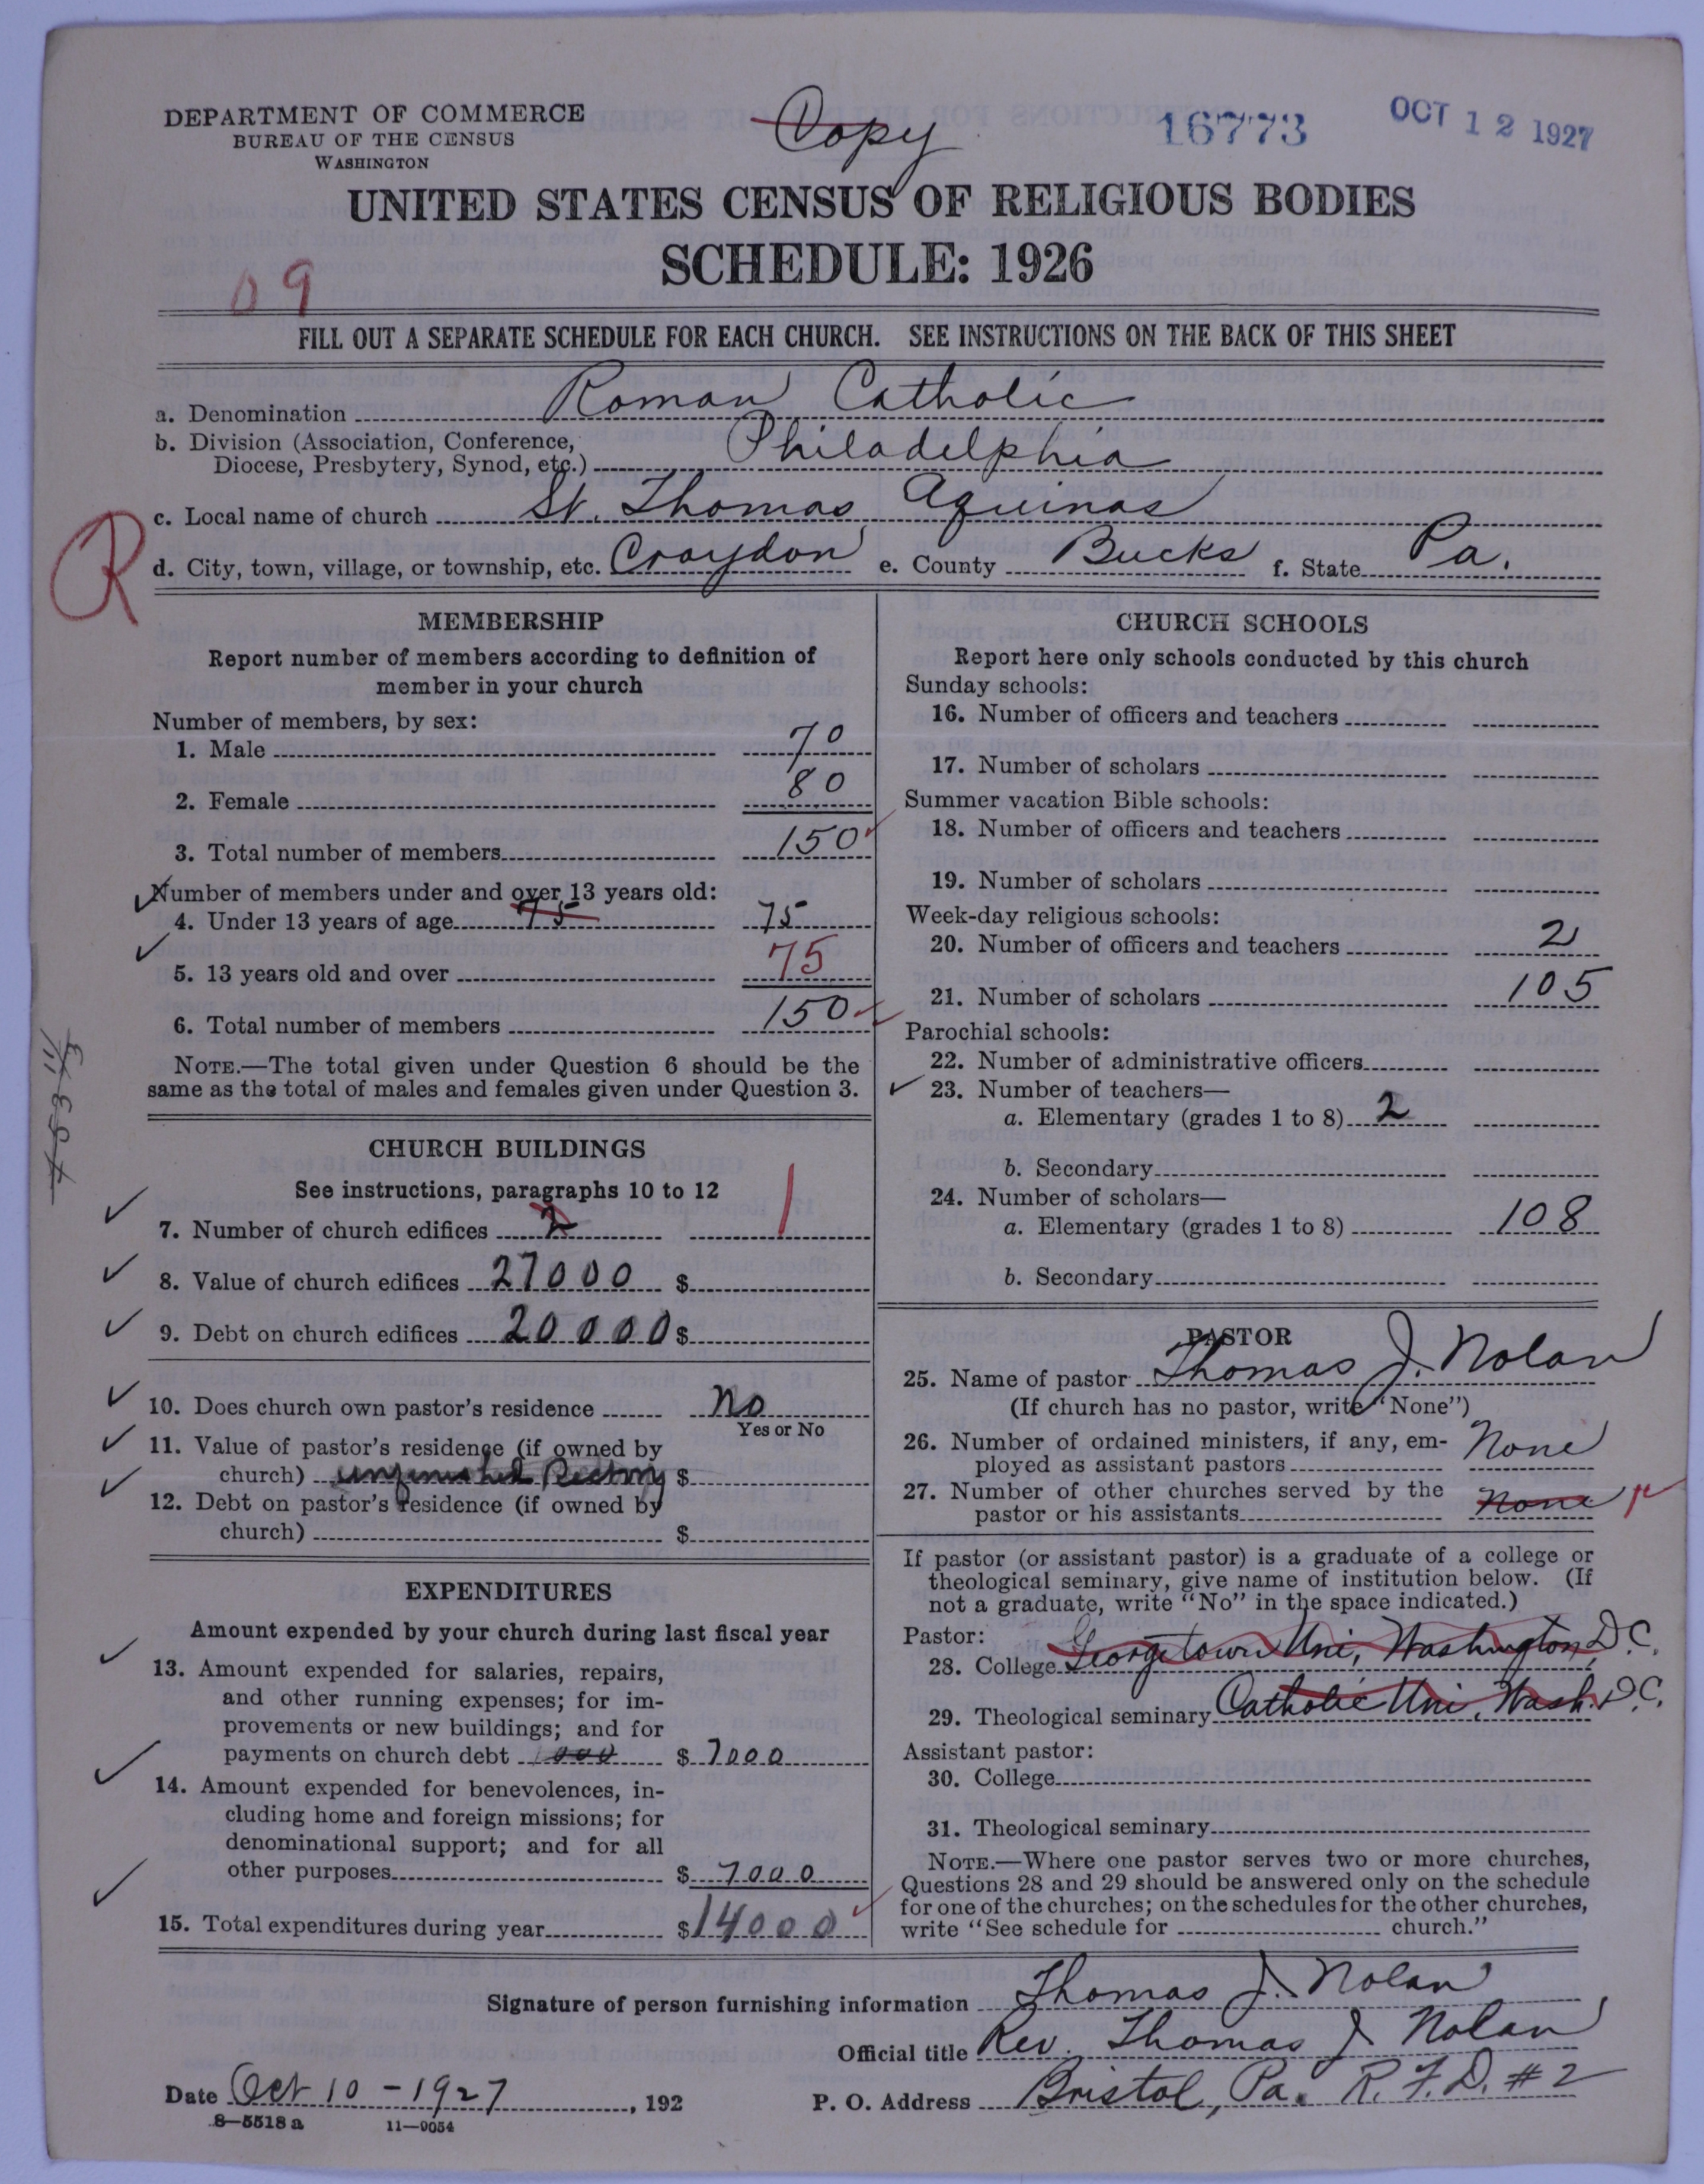 DEPARTMENT OF COMMERCE
BUREAU OF THE CENSUS
WASHINGTON
Copy
16773
OCT 12 1927
UNITED STATES CENSUS OF RELIGIOUS BODIES
SCHEDULE: 1926
09
FILL OUT A SEPARATE SCHEDULE FOR EACH CHURCH. SEE INSTRUCTIONS ON THE BACK OF THIS SHEET
a. Denomination Roman Catholic
b. Division (Association, Conference,
Diocese, Presbytery, Synod, etc.) Philadelphia
c. Local name of church St. Thomas Aquinas
R
d. City, town, village, or township, etc. Croydon e. County Bucks f. State Pa.
MEMBERSHIP
Report number of members according to definition of
member in your church
Number of members, by sex:
1. Male 70
2. Female 80
3. Total number of members 150
Number of members under and over 13 years old:
4. Under 13 years of age 75 75
5. 13 years old and over 75
6. Total number of members 150
NOTE.—The total given under Question 6 should be the
same as the total of males and females given under Question 3.
CHURCH BUILDINGS
See instructions, paragraphs 10 to 12
7. Number of church edifices 2 1
8. Value of church edifices 27000 $
9. Debt on church edifices 20000 $
10. Does church own pastor's residence no
Yes or No
11. Value of pastor's residence (if owned by
church) unfinished Rectory $
12. Debt on pastor's residence (if owned by
church) $
EXPENDITURES
Amount expended by your church during last fiscal year
13. Amount expended for salaries, repairs,
and other running expenses; for im-
provements or new buildings; and for
payments on church debt 1000 $ 7000
14. Amount expended for benevolences, in-
cluding home and foreign missions; for
denominational support; and for all
other purposes $ 7000
15. Total expenditures during year $ 14000
CHURCH SCHOOLS
Report here only schools conducted by this church
Sunday schools:
16. Number of officers and teachers
17. Number of scholars
Summer vacation Bible schools:
18. Number of officers and teachers
19. Number of scholars
Week-day religious schools:
20. Number of officers and teachers 2
21. Number of scholars 105
Parochial schools:
22. Number of administrative officers
23. Number of teachers—
a. Elementary (grades 1 to 8) 2
b. Secondary
24. Number of scholars—
a. Elementary (grades 1 to 8) 108
b. Secondary
PASTOR
25. Name of pastor Thomas J. Nolan
(If church has no pastor, write "None")
26. Number of ordained ministers, if any, em-
ployed as assistant pastors None
27. Number of other churches served by the
pastor or his assistants None
If pastor (or assistant pastor) is a graduate of a college or
theological seminary, give name of institution below. (If
not a graduate, write "No" in the space indicated.)
Pastor:
28. College Georgetown Uni, Washington, D.C.
29. Theological seminary Catholic Uni, Wash. D.C.
Assistant pastor:
30. College
31. Theological seminary
NOTE.—Where one pastor serves two or more churches,
Questions 28 and 29 should be answered only on the schedule
for one of the churches; on the schedules for the other churches,
write "See schedule for church."
Signature of person furnishing information Thomas J. Nolan
Official title Rev. Thomas J Nolan
Date Oct 10 - 1927, 192
P. O. Address Bristol, Pa. R.F.D. #2
8—5518 a 11—9054